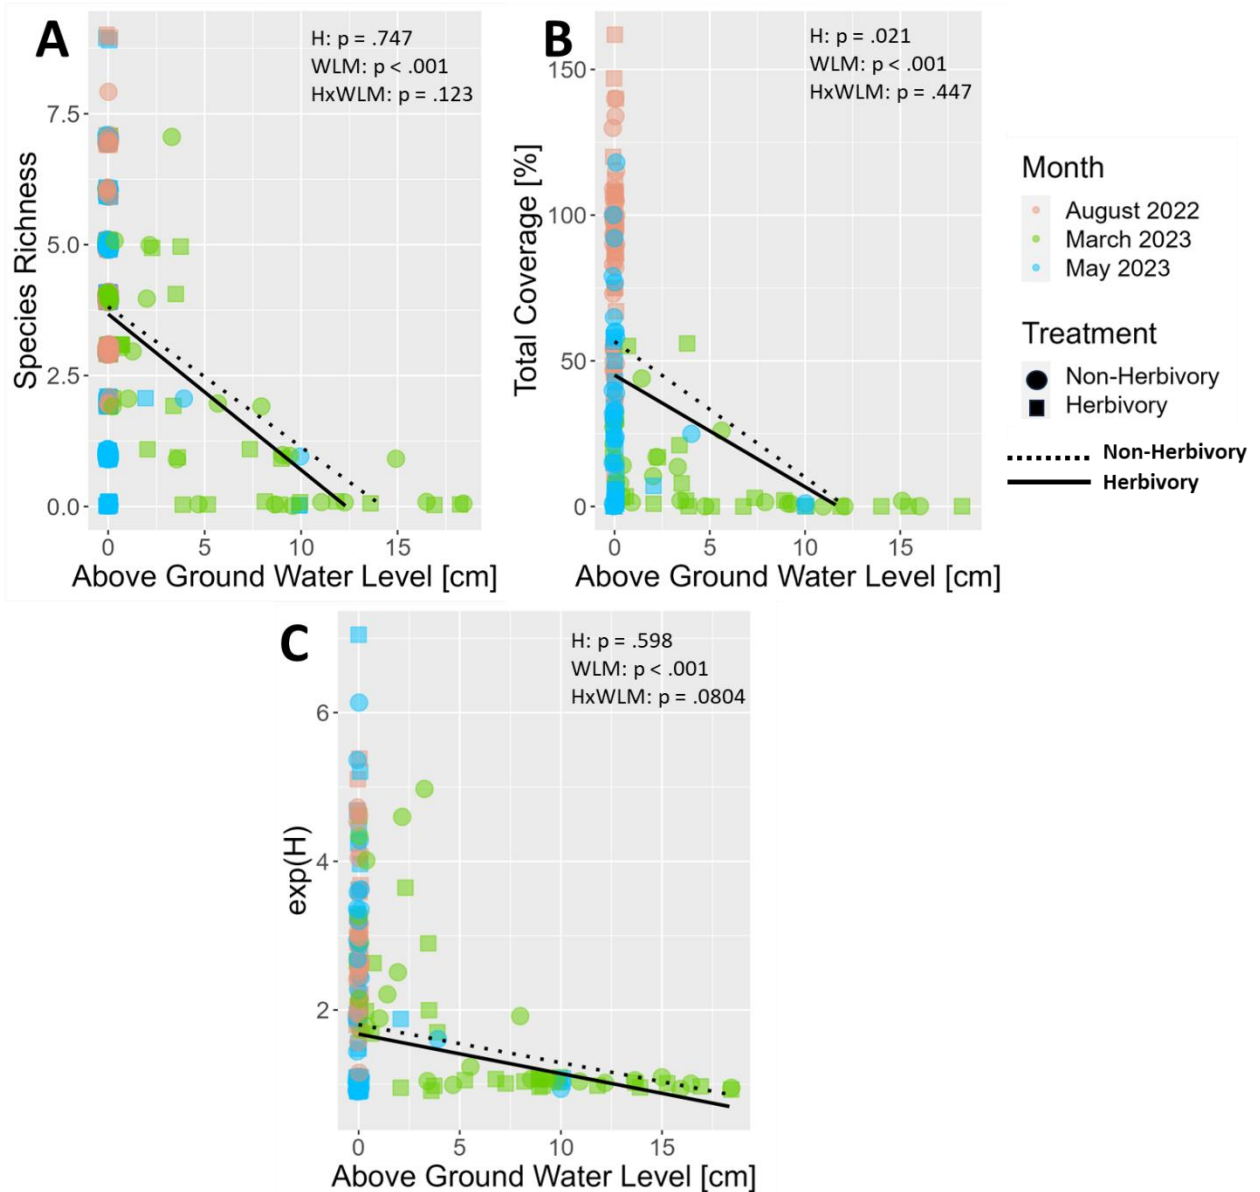 A
H: p = .747
WLM: p < .001
HxWLM: p = .123
Species Richness
7.5
5.0
2.5
0.0
0 5 10 15
Above Ground Water Level [cm]
B
H: p = .021
WLM: p < .001
HxWLM: p = .447
Total Coverage [%]
150
100
50
0
0 5 10 15
Above Ground Water Level [cm]
Month
August 2022
March 2023
May 2023
Treatment
Non-Herbivory
Herbivory
Non-Herbivory
Herbivory
C
H: p = .598
WLM: p < .001
HxWLM: p = .0804
exp(H)
6
4
2
0 5 10 15
Above Ground Water Level [cm]